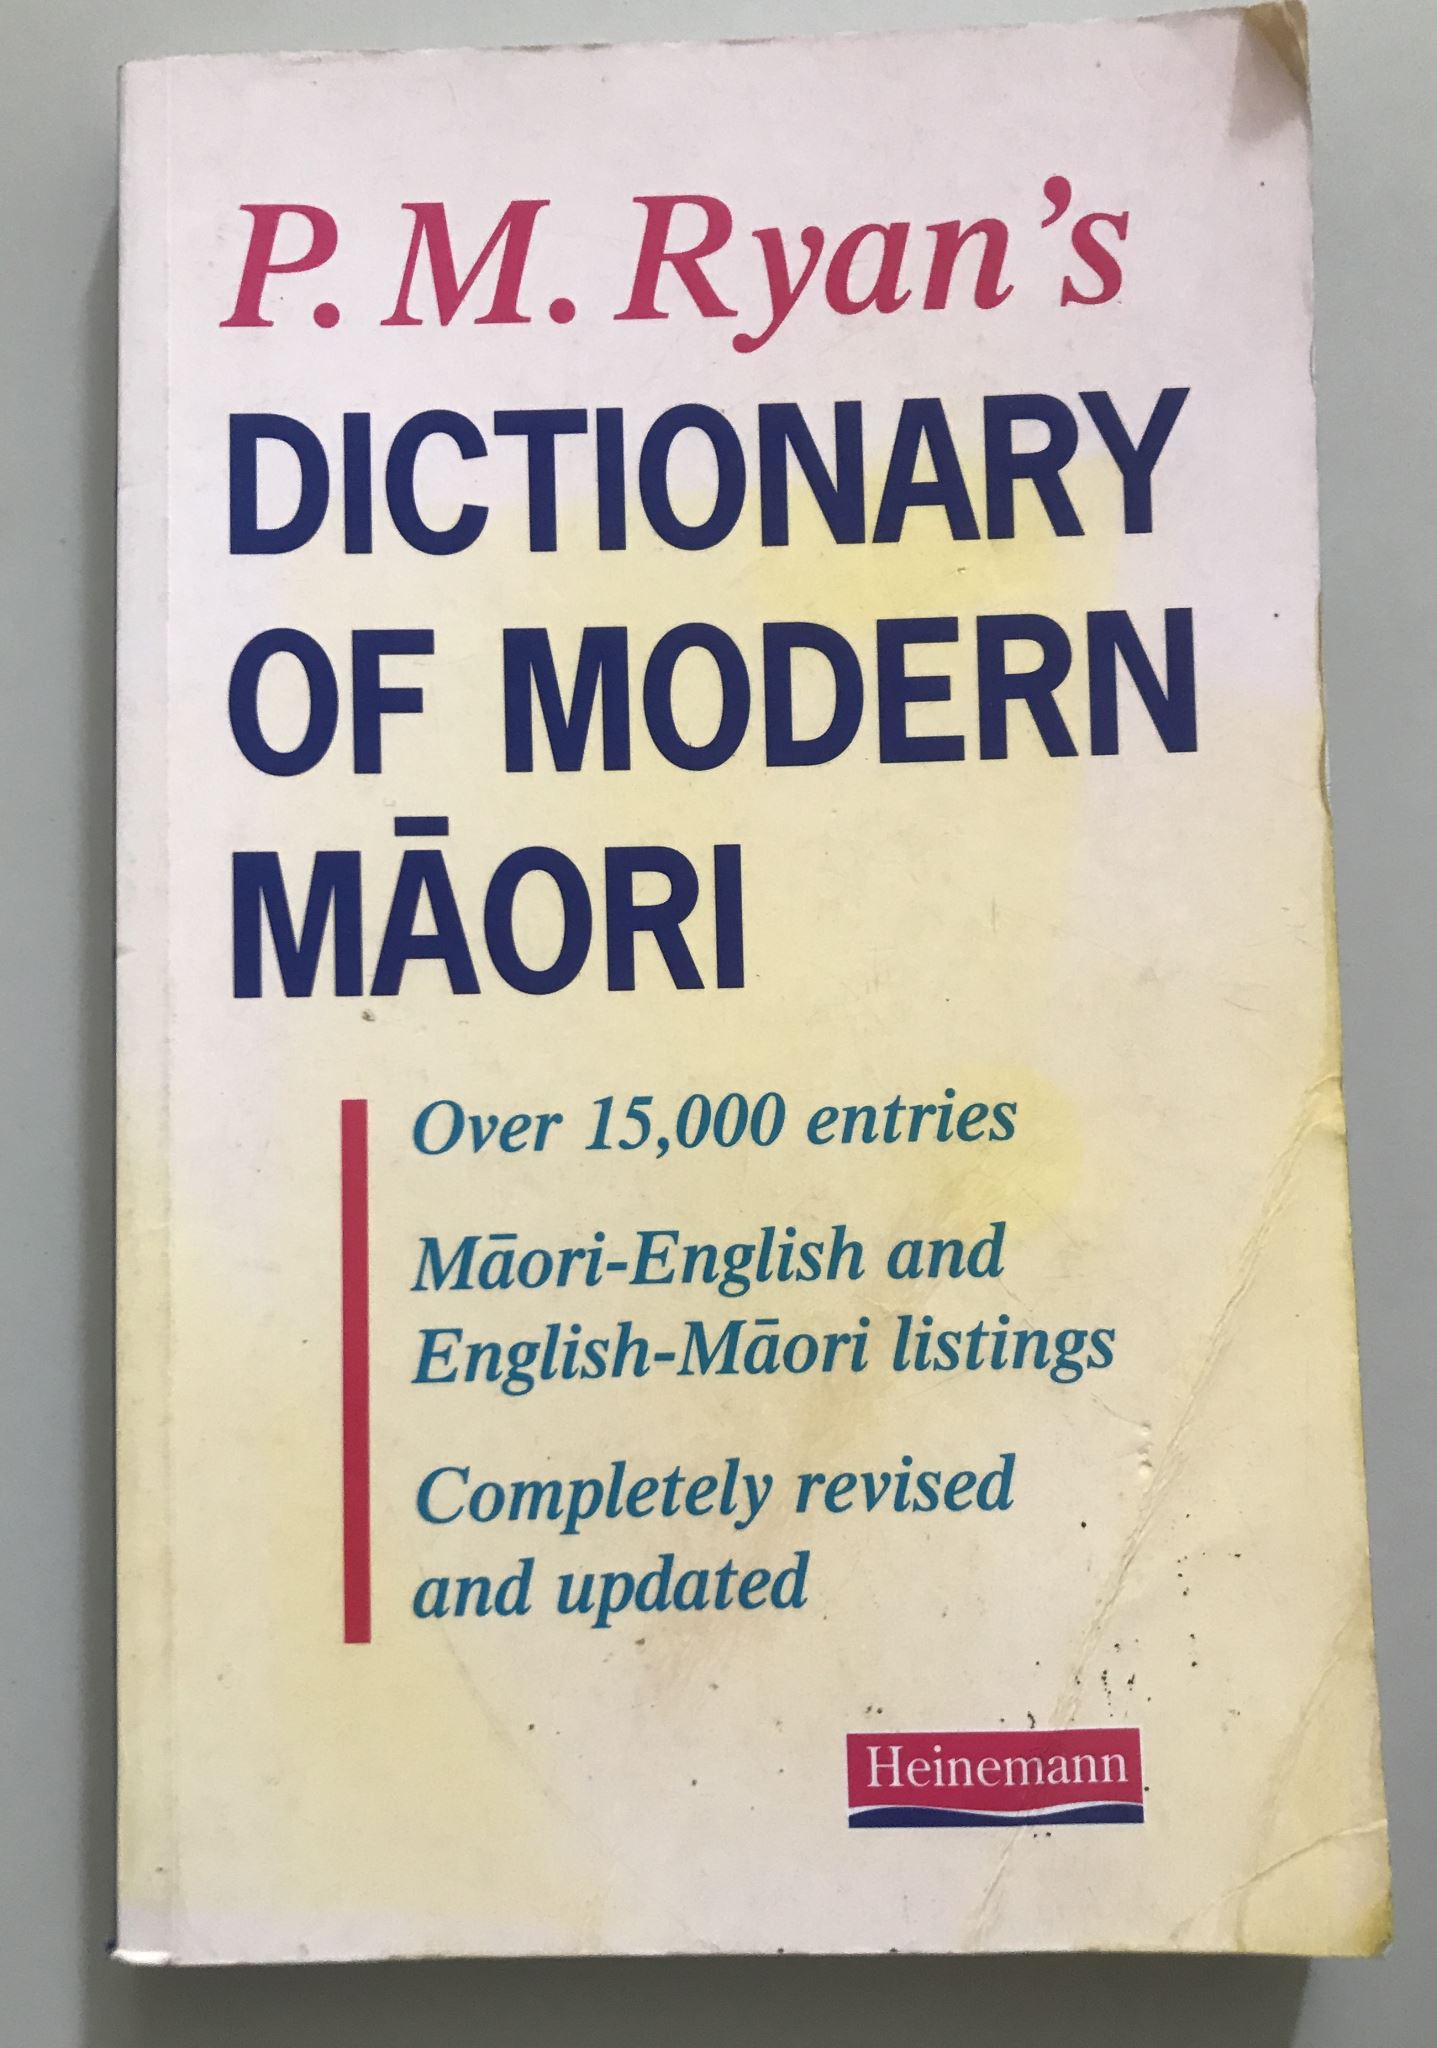 P. M. Ryan’s
DICTIONARY
OF MODERN
MĀORI
Over 15,000 entries
Māori-English and
English-Māori listings
Completely revised
and updated
Heinemann